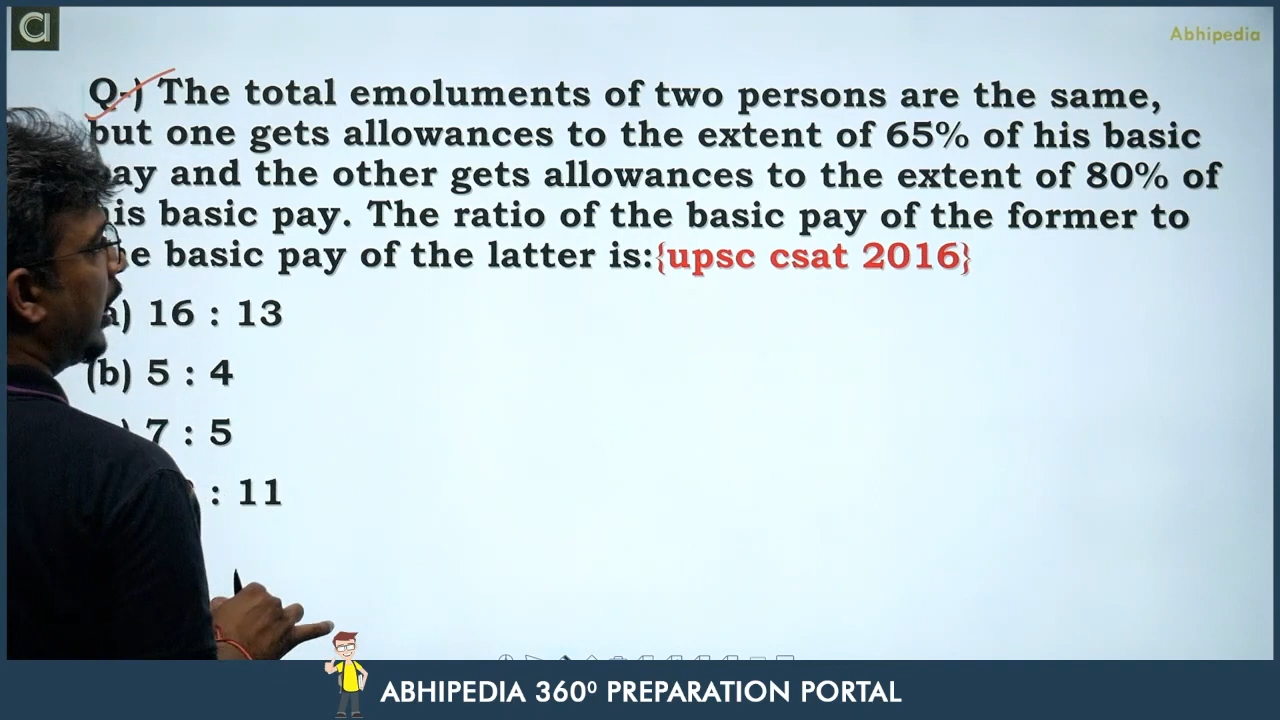 Abhipedia
Q-) The total emoluments of two persons are the same,
but one gets allowances to the extent of 65% of his basic
and the other gets allowances to the extent of 80% of
basic pay. The ratio of the basic pay of the former to
basic pay of the latter is:{upsc csat 2016}
a) 16 : 13
(b) 5 : 4
) 7 : 5
: 11
ABHIPEDIA 360⁰ PREPARATION PORTAL